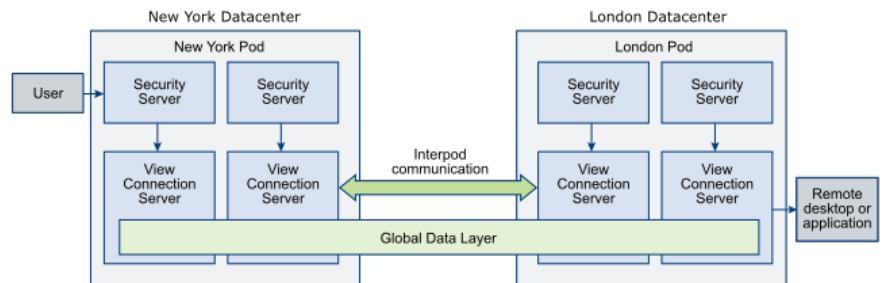 New York Datacenter
London Datacenter
New York Pod
London Pod
User
Security
Server
Security
Server
Security
Server
Security
Server
Interpod
communication
View
Connection
Server
View
Connection
Server
View
Connection
Server
View
Connection
Server
Remote
desktop or
application
Global Data Layer